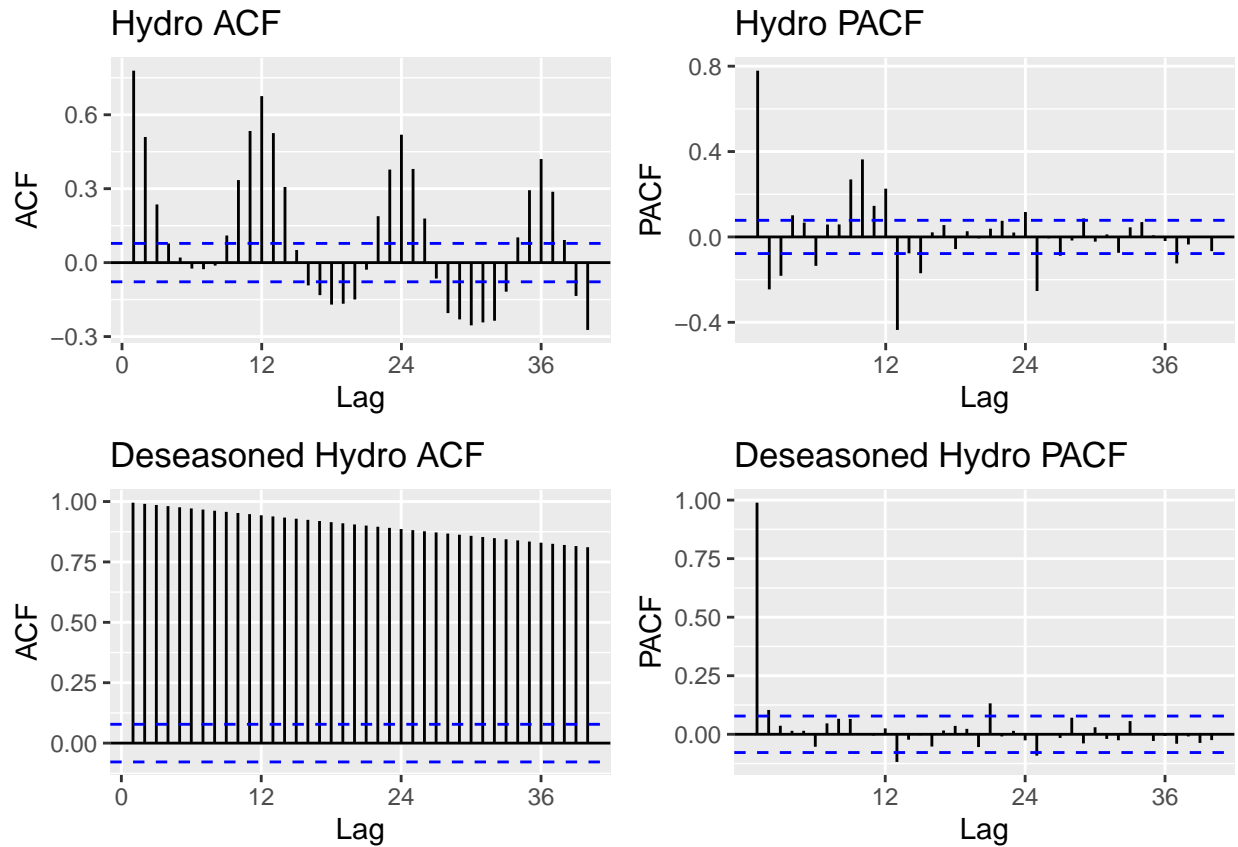 Hydro ACF
0.6
0.3
0.0
−0.3
ACF
0 12 24 36
Lag
Hydro PACF
0.8
0.4
0.0
−0.4
PACF
12 24 36
Lag
Deseasoned Hydro ACF
1.00
0.75
0.50
0.25
0.00
ACF
0 12 24 36
Lag
Deseasoned Hydro PACF
1.00
0.75
0.50
0.25
0.00
PACF
12 24 36
Lag